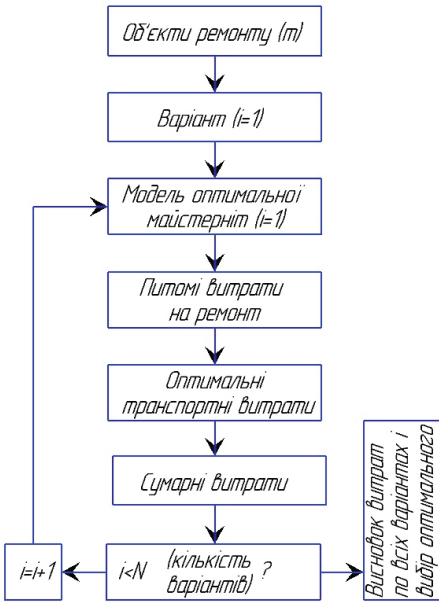 Об'єкти ремонту (m)
Варіант (i=1)
Модель оптимальної
майстерніт (i=1)
Питомі витрати
на ремонт
Оптимальні
транспортні витрати
Сумарні витрати
i<N (кількість варіантів) ?
i=i+1
Висновок витрат
по всіх варіантах і
вибір оптимального